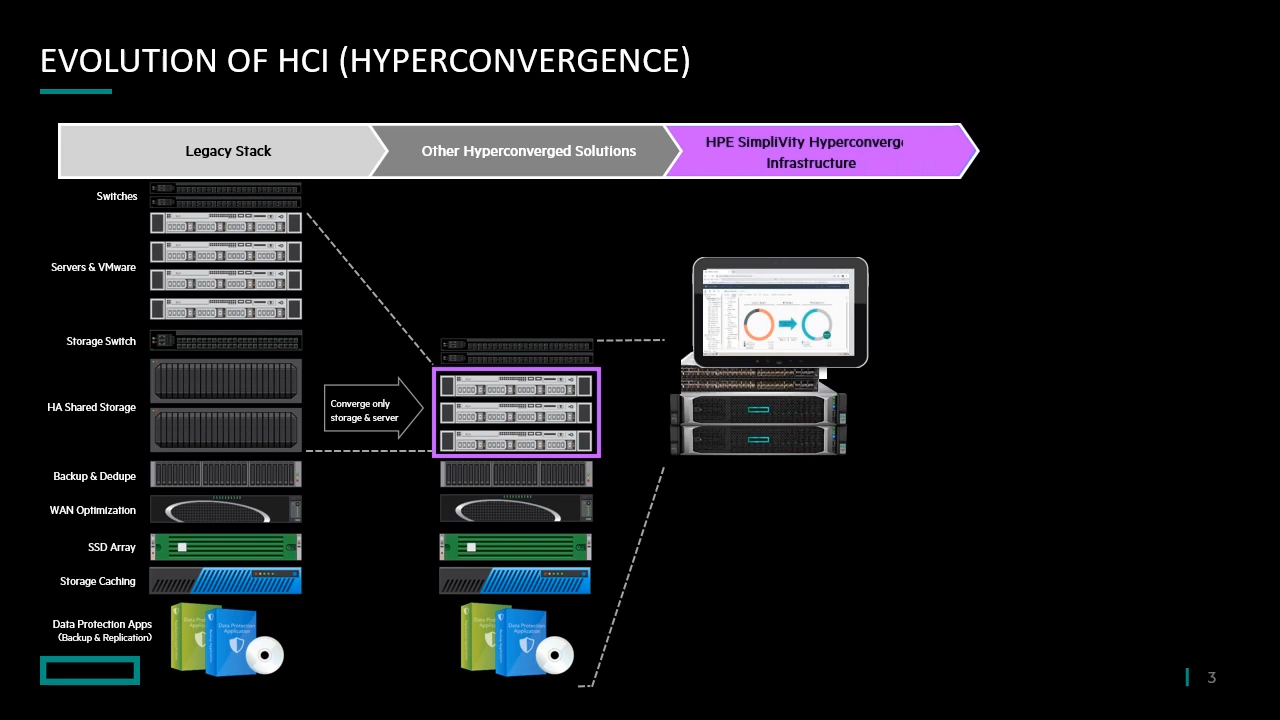 EVOLUTION OF HCI (HYPERCONVERGENCE)
Legacy Stack
Other Hyperconverged Solutions
HPE SimpliVity Hyperconverge
Infrastructure
Switches
Servers & VMware
Storage Switch
HA Shared Storage
Converge only
storage & server
Backup & Dedupe
WAN Optimization
SSD Array
Storage Caching
Data Protection Apps
(Backup & Replication)
3